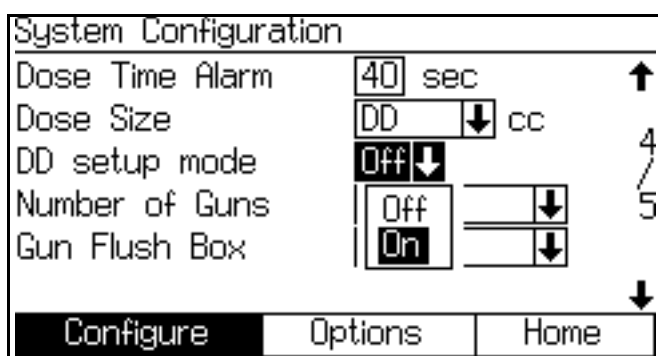 System Configuration
Dose Time Alarm 40 sec
Dose Size DD cc
DD setup mode Off
Number of Guns Off
Gun Flush Box On
4/5
Configure Options Home